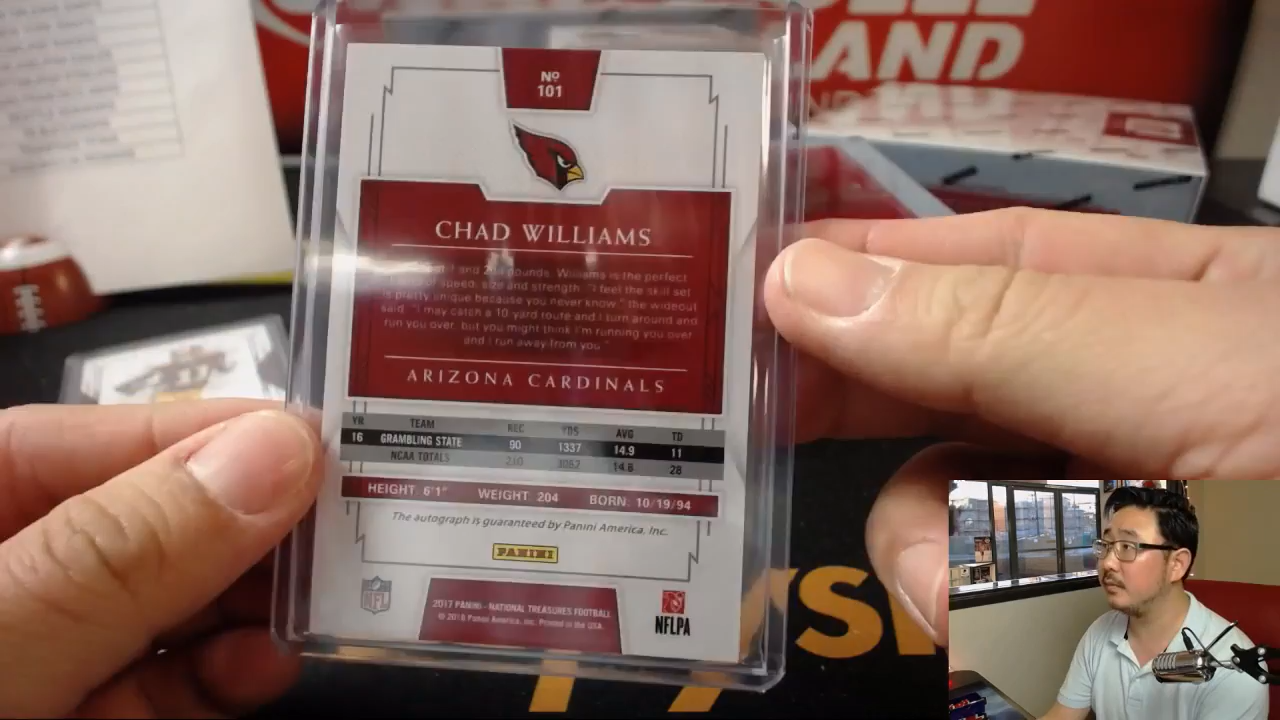 AND
Nº
101
CHAD WILLIAMS
and pounds, Williams is the perfect
of speed, size and strength. "I feel the skill set
is pretty unique because you never know," the wideout
said. "I may catch a 10 yard route and I turn around and
run you over, but you might think I'm running you over
and I run away from you."
ARIZONA CARDINALS
YR TEAM REC YDS AVG TD
16 GRAMBLING STATE 90 1337 14.9 11
NCAA TOTALS 210 3052 14.6 28
HEIGHT: 6'1" WEIGHT: 204 BORN: 10/19/94
The autograph is guaranteed by Panini America, Inc.
PANINI
NFL
2017 PANINI - NATIONAL TREASURES FOOTBALL
© 2018 Panini America, Inc. Printed in the USA.
NFLPA